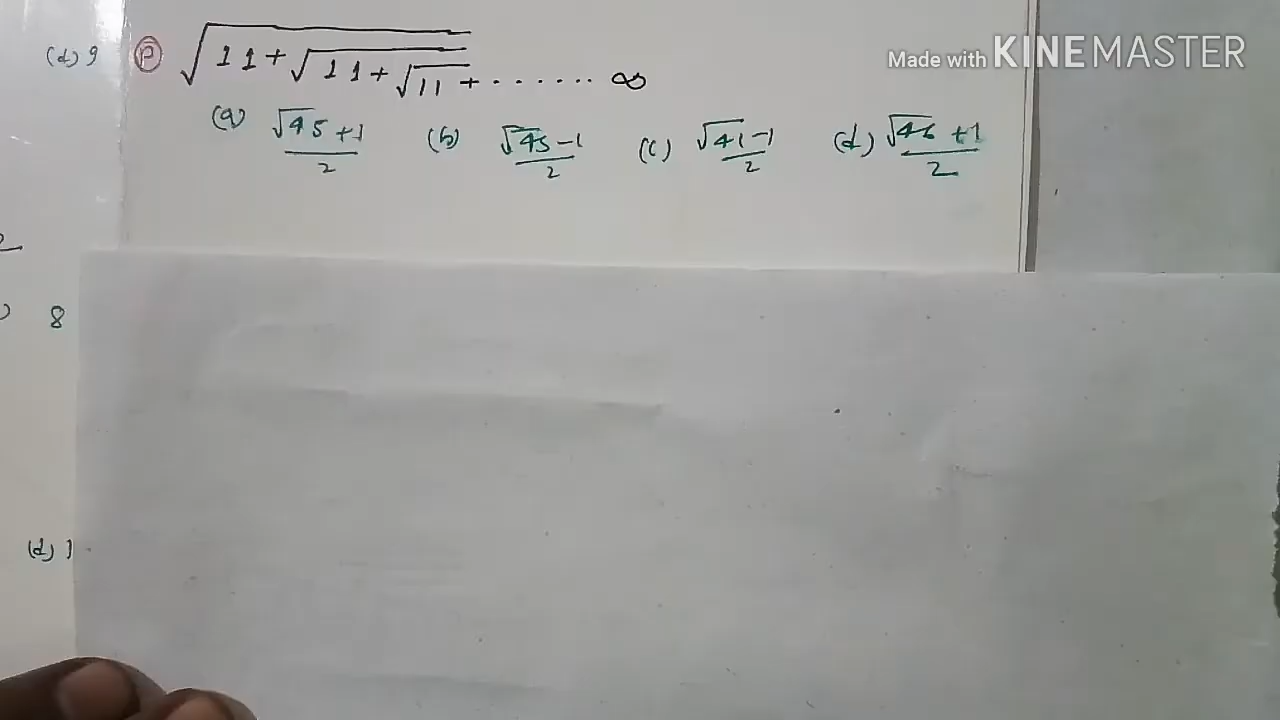 Made with KINEMASTER
(d) 9 (P) √11+√11+√11+....... ∞
(a) √45+1/2 (b) √45-1/2 (c) √41-1/2 (d) √46+1/2
8
(d) 1